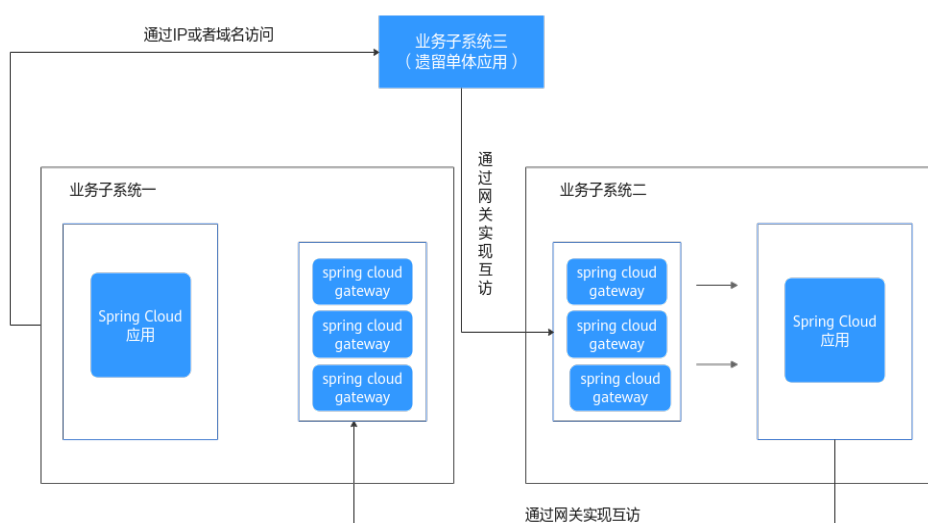 通过IP或者域名访问
业务子系统三
（遗留单体应用）
通过网关实现互访
业务子系统一
Spring Cloud
应用
spring cloud
gateway
spring cloud
gateway
spring cloud
gateway
业务子系统二
spring cloud
gateway
spring cloud
gateway
spring cloud
gateway
Spring Cloud
应用
通过网关实现互访